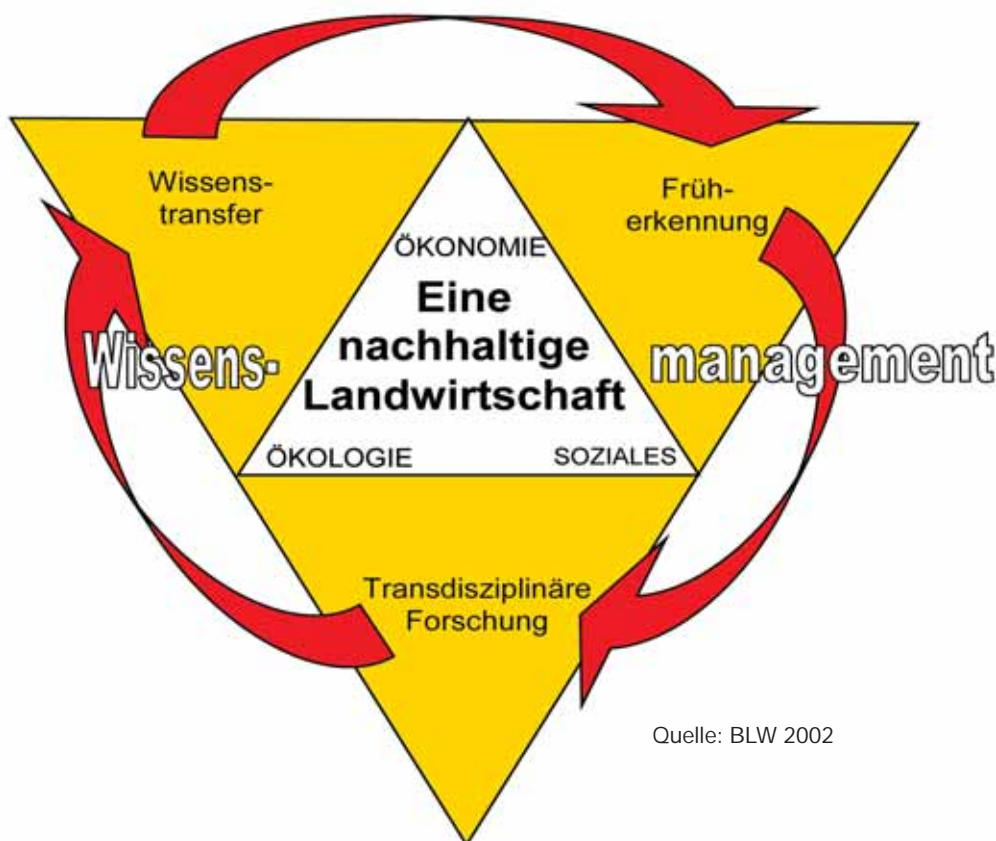 Wissens-
transfer
Früh-
erkennung
ÖKONOMIE
Eine
nachhaltige
Landwirtschaft
Wissens-
management
ÖKOLOGIE
SOZIALES
Transdisziplinäre
Forschung
Quelle: BLW 2002